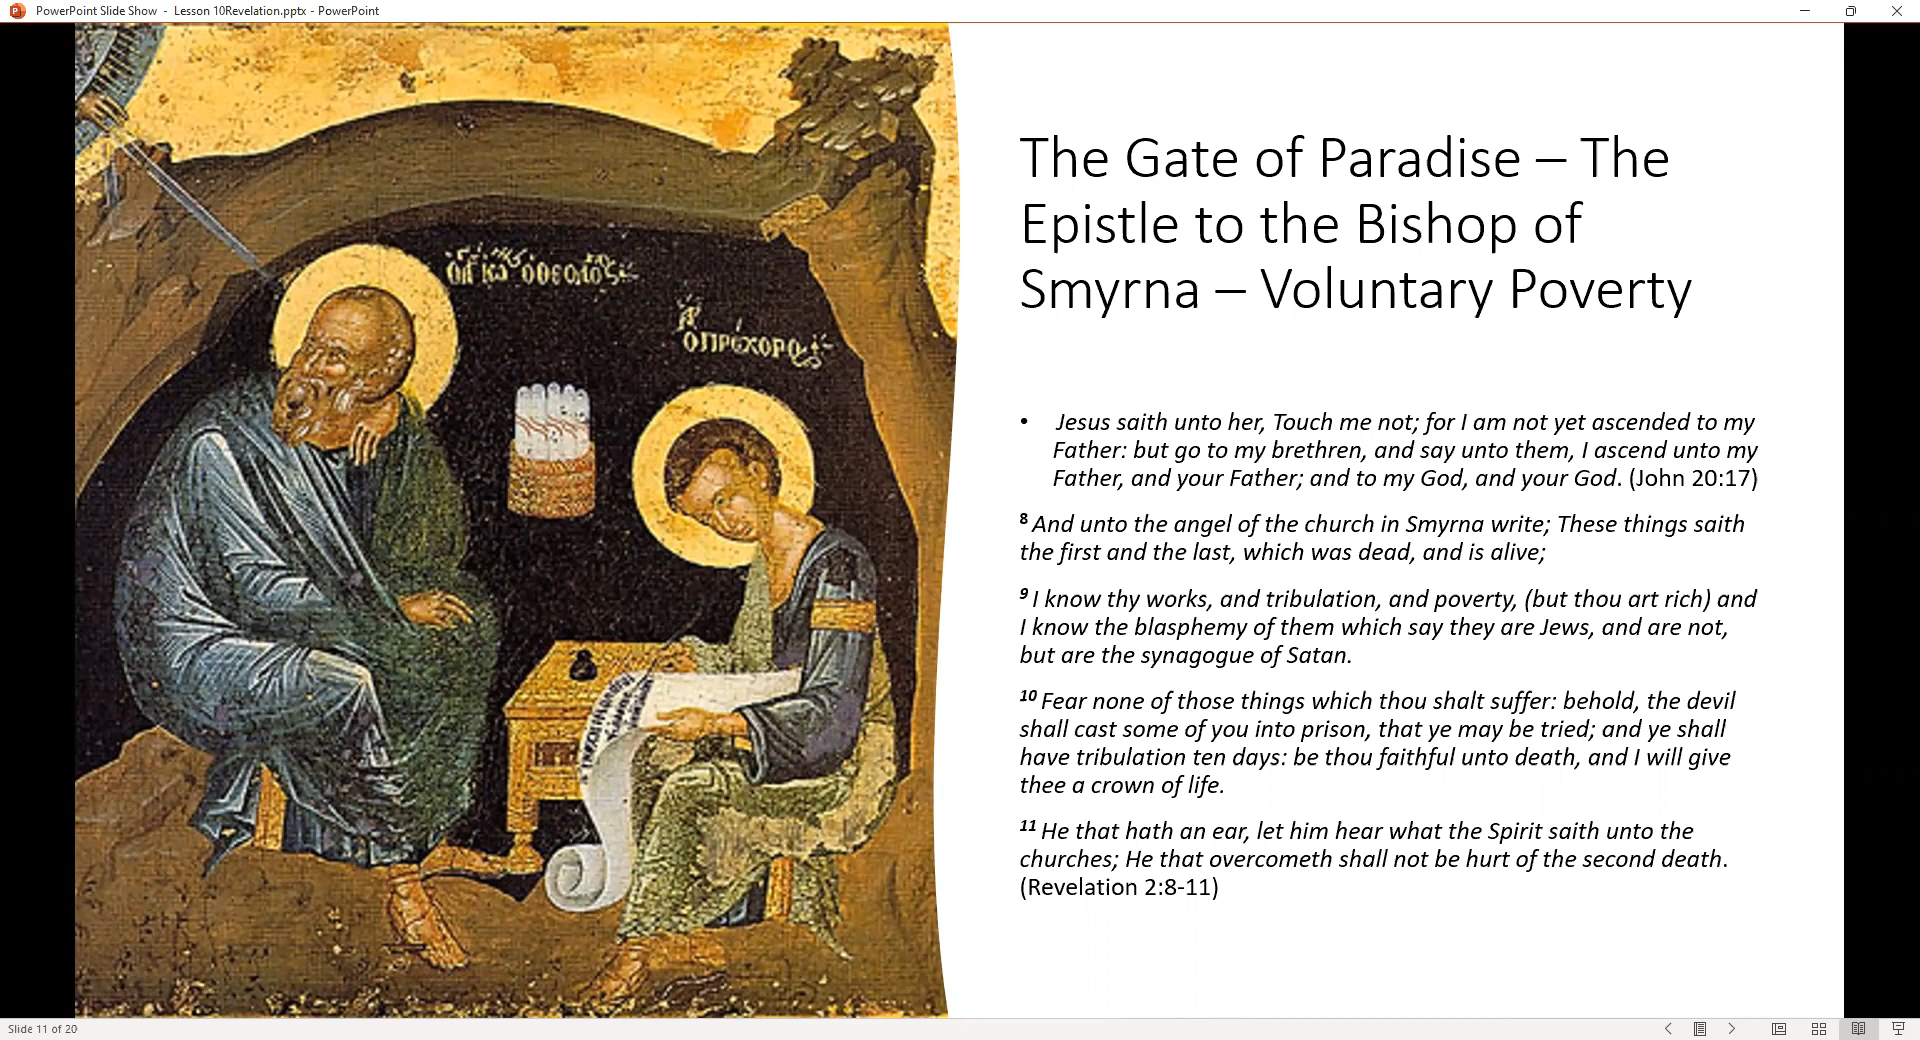 PowerPoint Slide Show - Lesson 10Revelation.pptx - PowerPoint
The Gate of Paradise – The
Epistle to the Bishop of
Smyrna – Voluntary Poverty
• Jesus saith unto her, Touch me not; for I am not yet ascended to my
Father: but go to my brethren, and say unto them, I ascend unto my
Father, and your Father; and to my God, and your God. (John 20:17)
8 And unto the angel of the church in Smyrna write; These things saith
the first and the last, which was dead, and is alive;
9 I know thy works, and tribulation, and poverty, (but thou art rich) and
I know the blasphemy of them which say they are Jews, and are not,
but are the synagogue of Satan.
10 Fear none of those things which thou shalt suffer: behold, the devil
shall cast some of you into prison, that ye may be tried; and ye shall
have tribulation ten days: be thou faithful unto death, and I will give
thee a crown of life.
11 He that hath an ear, let him hear what the Spirit saith unto the
churches; He that overcometh shall not be hurt of the second death.
(Revelation 2:8-11)
Slide 11 of 20